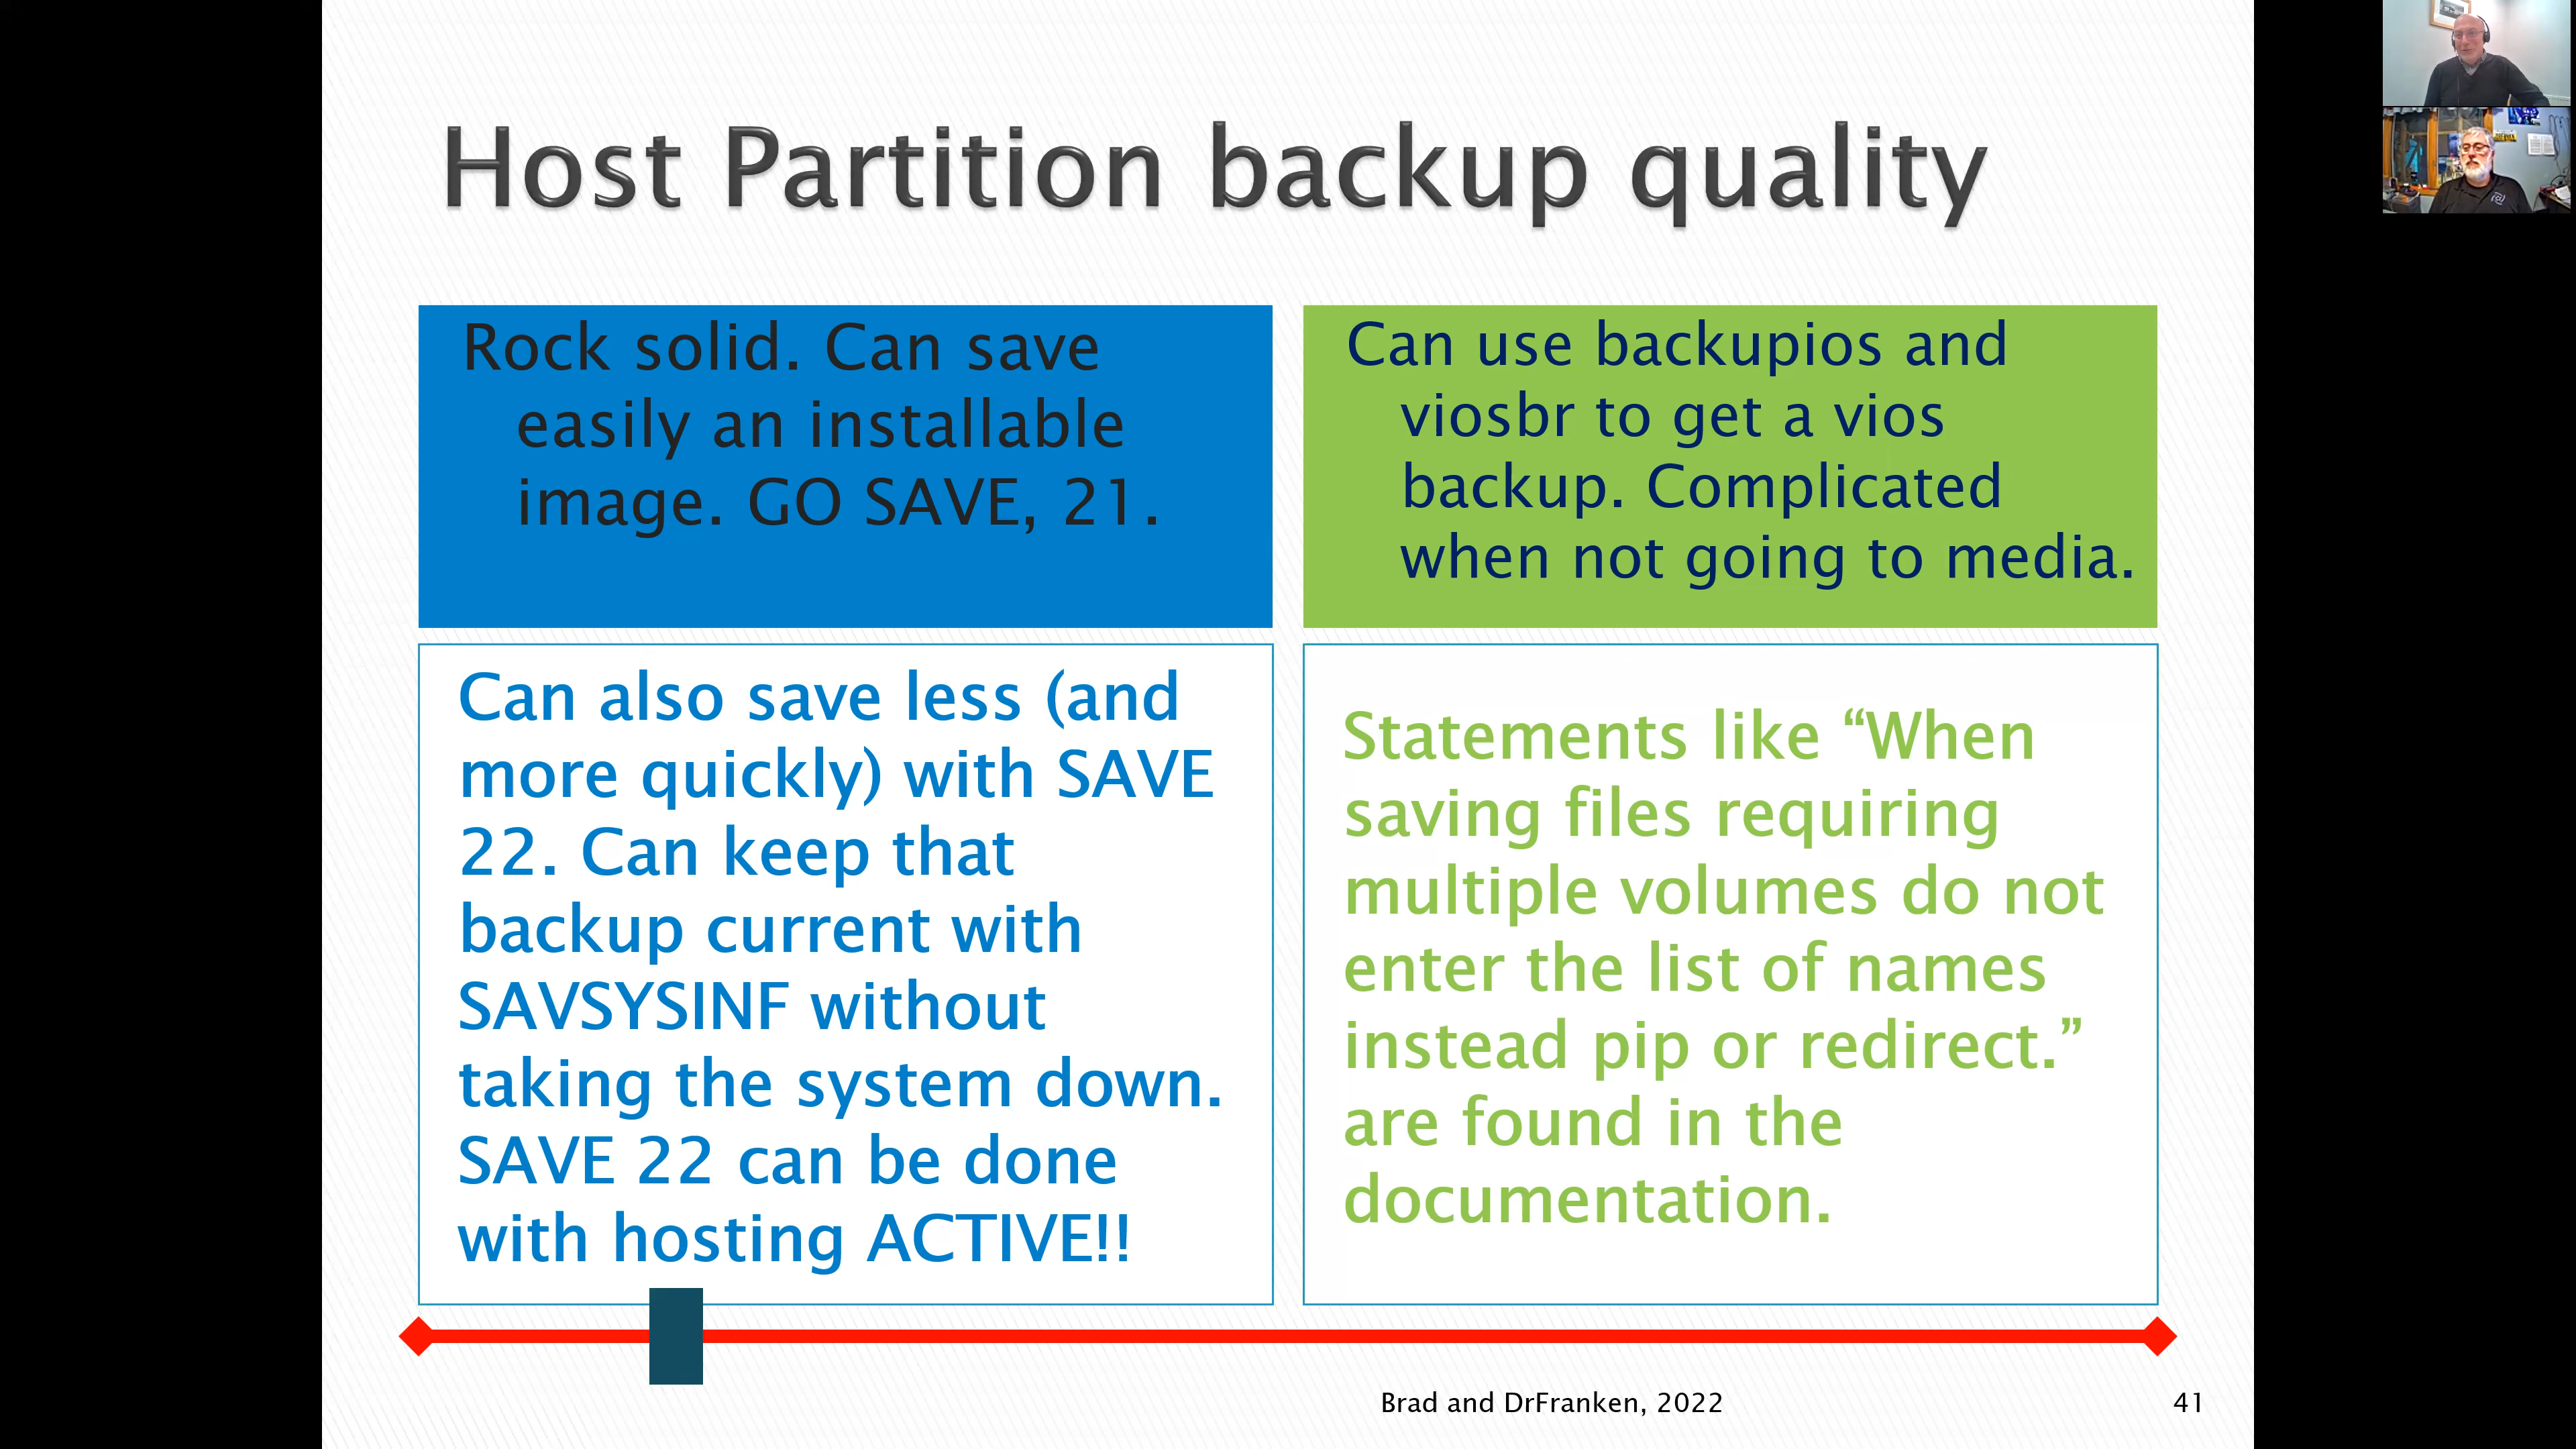 Host Partition backup quality
Rock solid. Can save
easily an installable
image. GO SAVE, 21.
Can use backupios and
viosbr to get a vios
backup. Complicated
when not going to media.
Can also save less (and
more quickly) with SAVE
22. Can keep that
backup current with
SAVSYSINF without
taking the system down.
SAVE 22 can be done
with hosting ACTIVE!!
Statements like “When
saving files requiring
multiple volumes do not
enter the list of names
instead pip or redirect.”
are found in the
documentation.
Brad and DrFranken, 2022
41